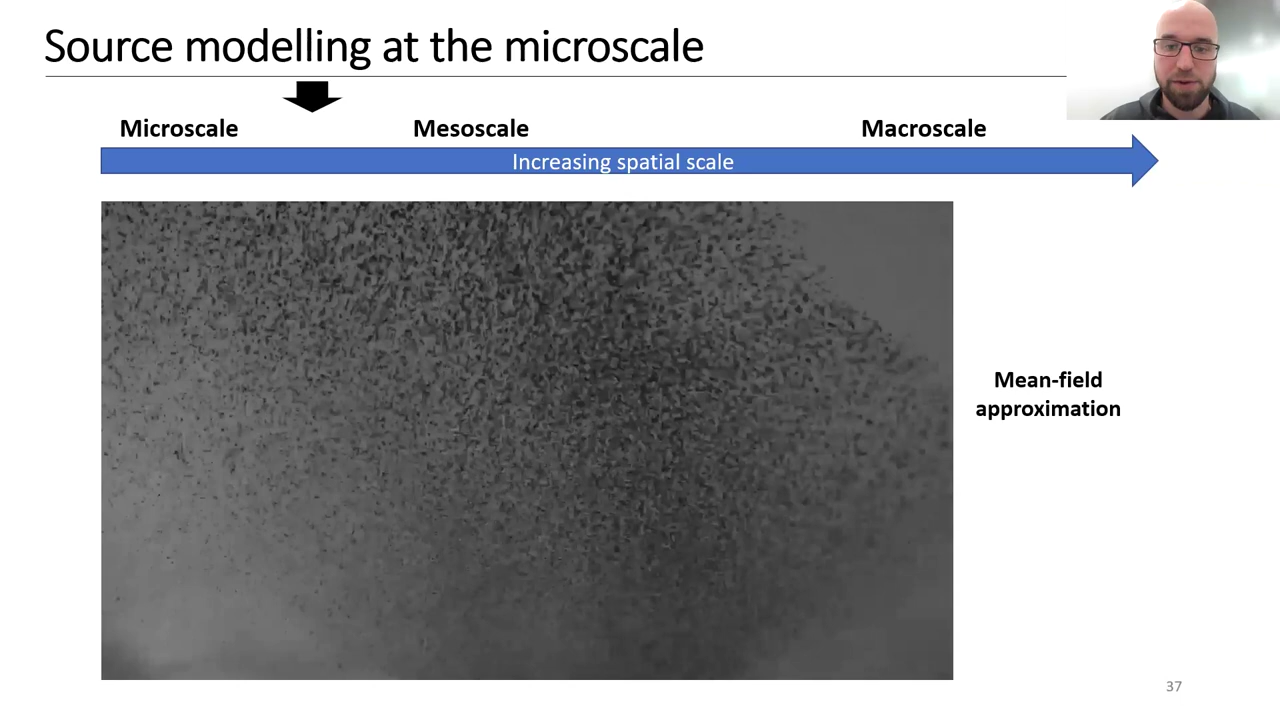 Source modelling at the microscale
Microscale Mesoscale Macroscale
Increasing spatial scale
Mean-field
approximation
37